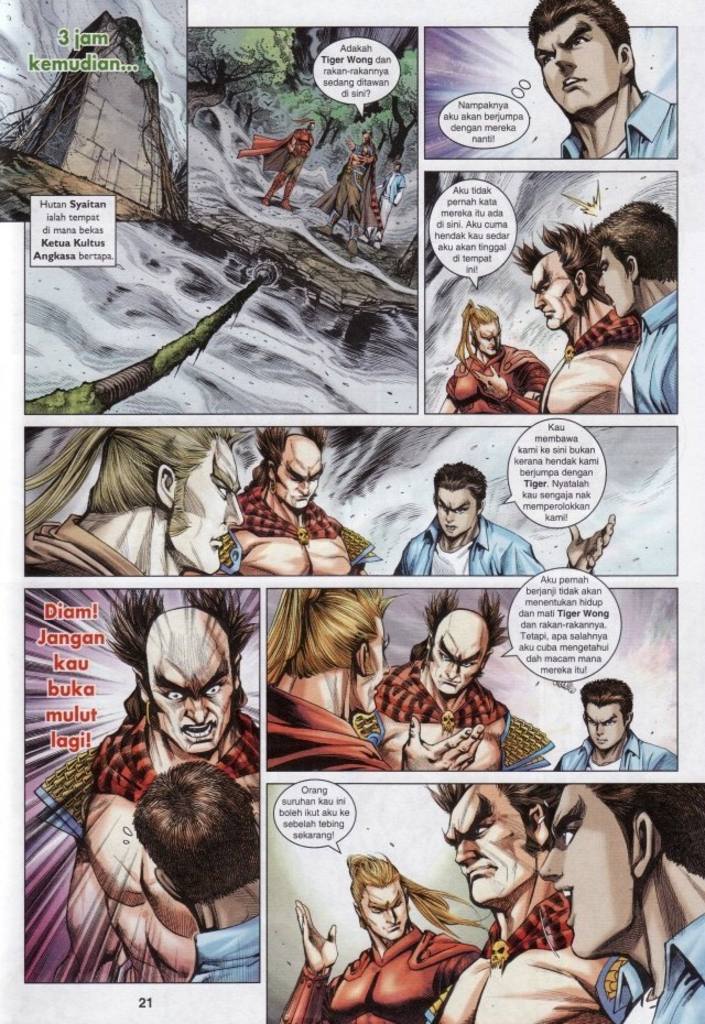 3 jam
kemudian...
Adakah
Tiger Wong dan
rakan-rakannya
sedang ditawan
di sini?
Nampaknya
aku akan berjumpa
dengan mereka
nanti!
Hutan Syaitan
ialah tempat
di mana bekas
Ketua Kultus
Angkasa bertapa.
Aku tidak
pernah kata
mereka itu ada
di sini. Aku cuma
hendak kau sedar
aku akan tinggal
di tempat
ini!
Kau
membawa
kami ke sini bukan
kerana hendak kami
berjumpa dengan
Tiger. Nyatalah
kau sengaja nak
memperolokkan
kami!
Diam!
Jangan
kau
buka
mulut
lagi!
Aku pernah
berjanji tidak akan
menentukan hidup
dan mati Tiger Wong
dan rakan-rakannya.
Tetapi, apa salahnya
aku cuba mengetahui
dah macam mana
mereka itu!
Orang
suruhan kau ini
boleh ikut aku ke
sebelah tebing
sekarang!
21